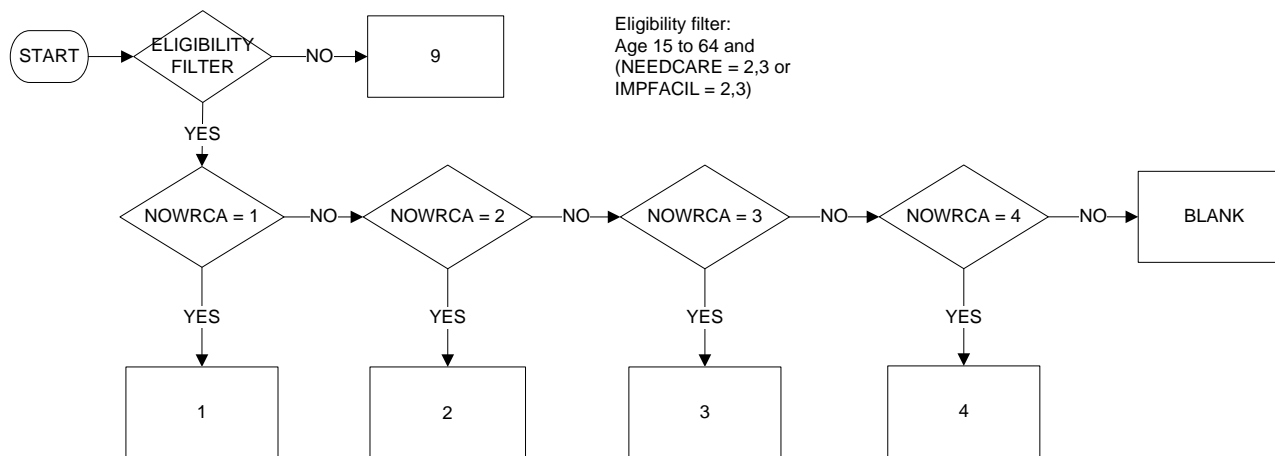 START
ELIGIBILITY
FILTER
NO
9
Eligibility filter:
Age 15 to 64 and
(NEEDCARE = 2,3 or
IMPFACIL = 2,3)
YES
NOWRCA = 1
NO
NOWRCA = 2
NO
NOWRCA = 3
NO
NOWRCA = 4
NO
BLANK
YES
YES
YES
YES
1
2
3
4